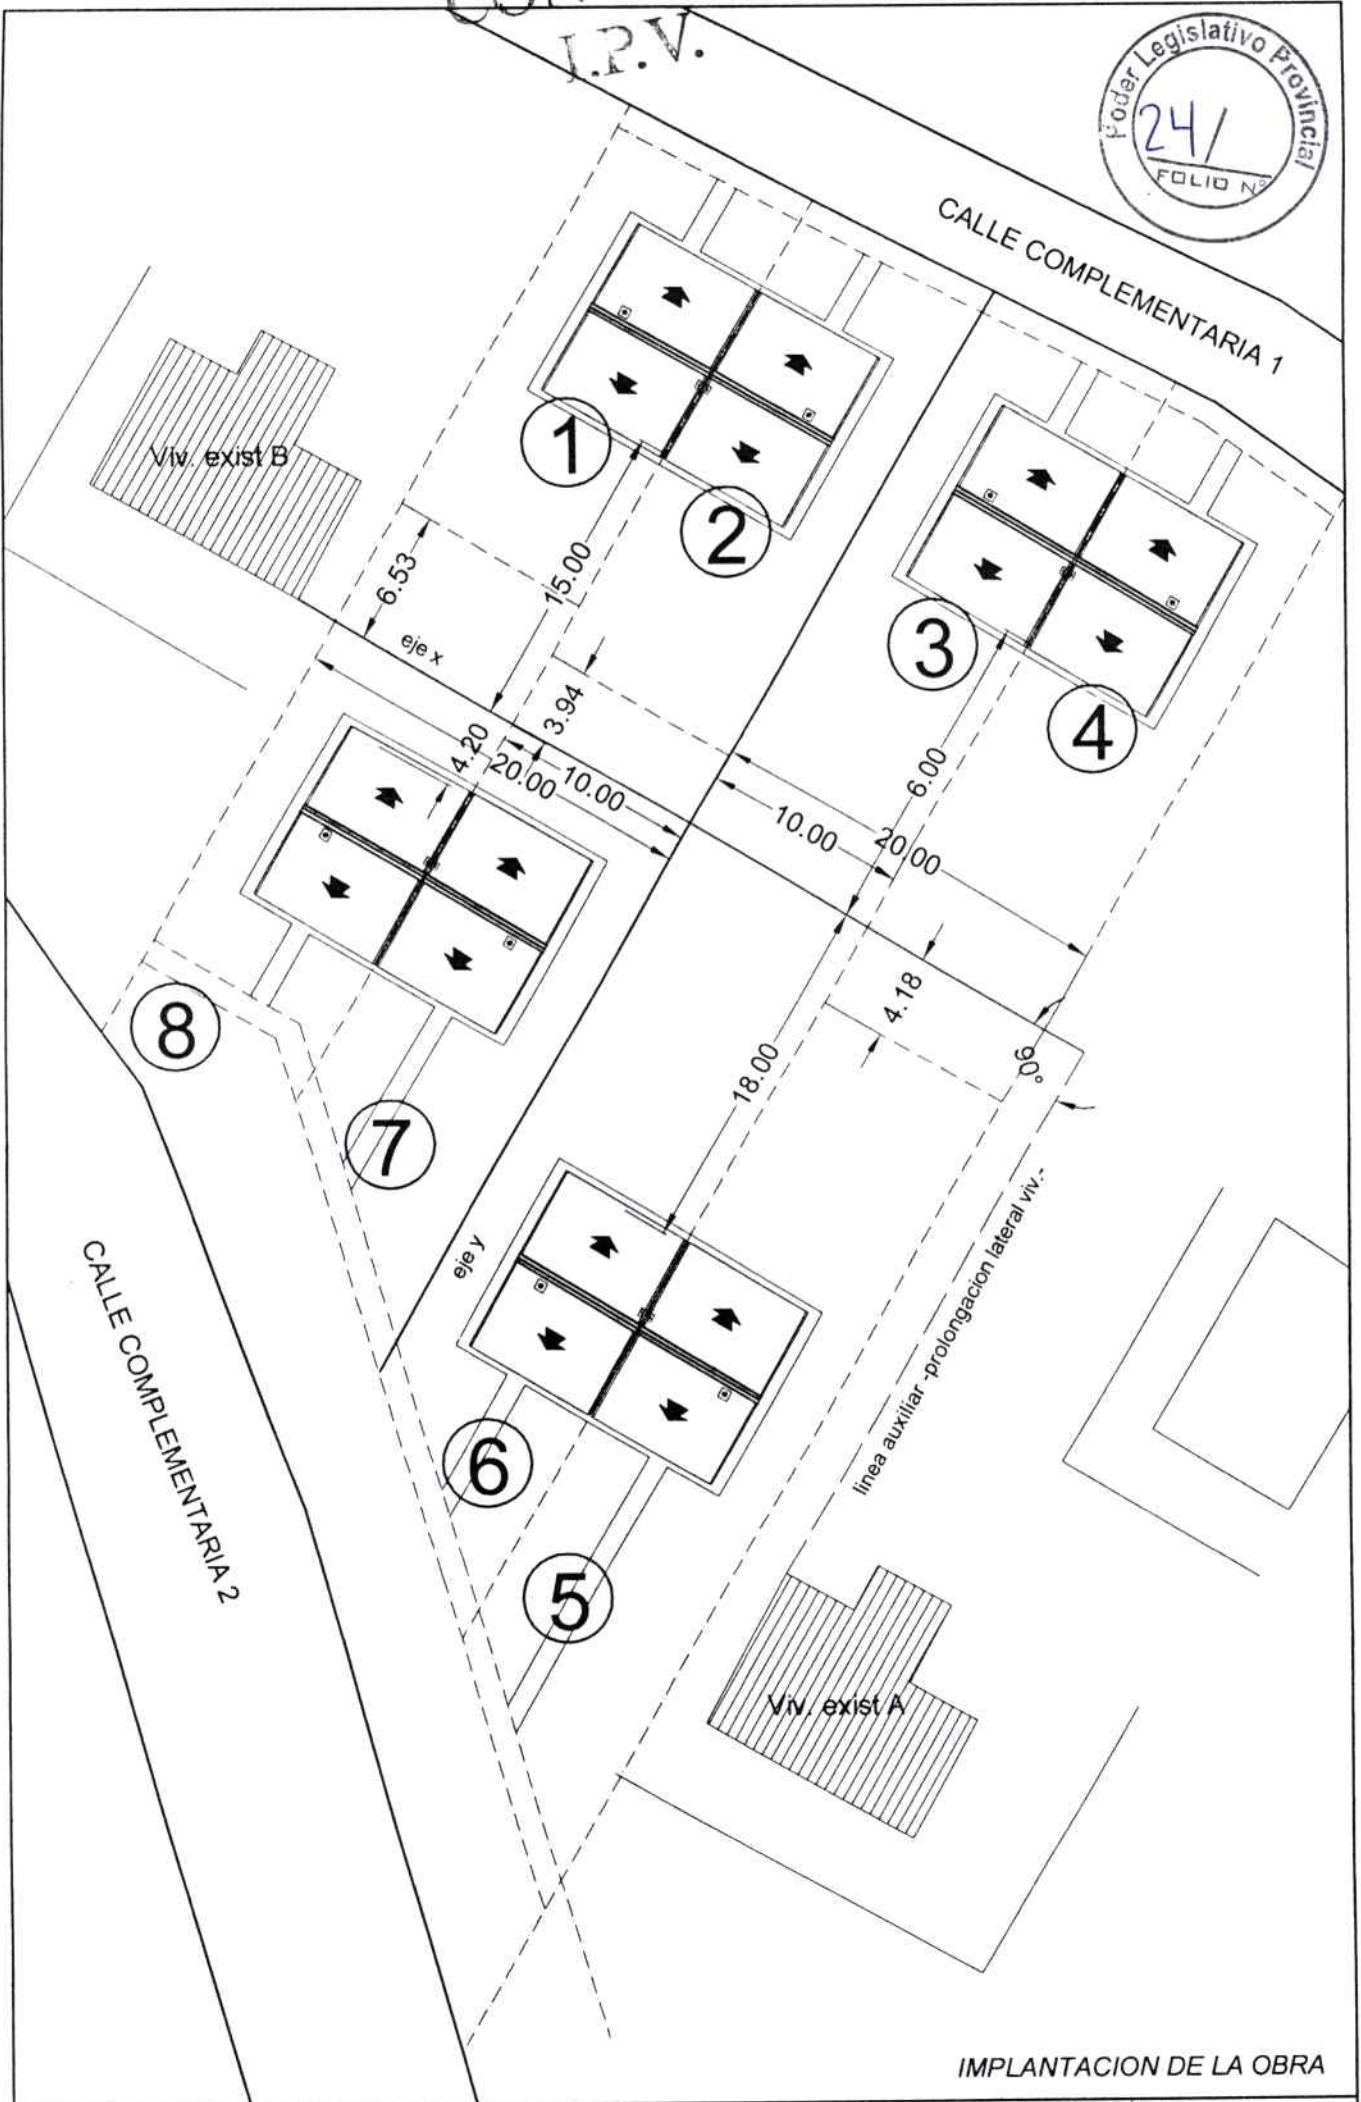 J.P.V.
Poder Legislativo Provincial
24/
FOLIO Nº
CALLE COMPLEMENTARIA 1
Viv. exist B
1
2
3
4
6.53
15.00
eje x
3.94
4.20
20.00
10.00
6.00
10.00
20.00
4.18
90°
18.00
8
7
eje y
linea auxiliar -prolongacion lateral viv.-
CALLE COMPLEMENTARIA 2
6
5
Viv. exist A
IMPLANTACION DE LA OBRA